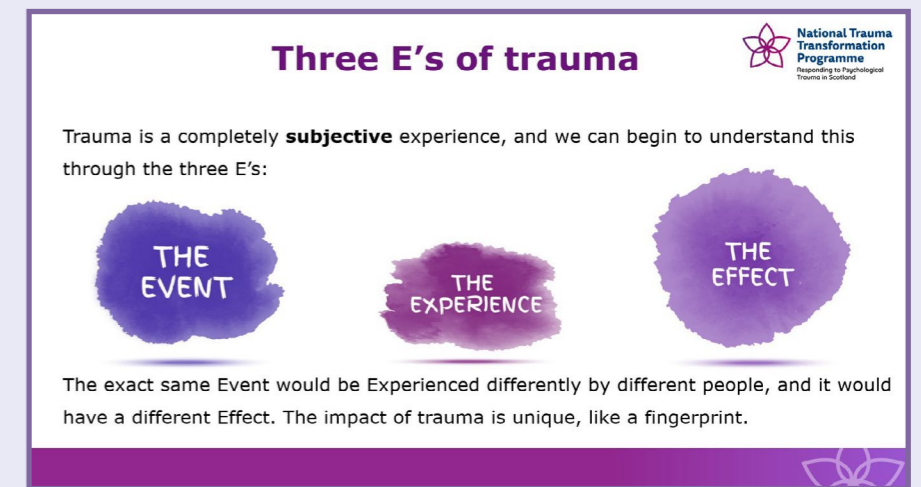 Three E's of trauma
National Trauma
Transformation
Programme
Responding to Psychological
Trauma in Scotland
Trauma is a completely subjective experience, and we can begin to understand this
through the three E's:
THE
EVENT
THE
EXPERIENCE
THE
EFFECT
The exact same Event would be Experienced differently by different people, and it would
have a different Effect. The impact of trauma is unique, like a fingerprint.